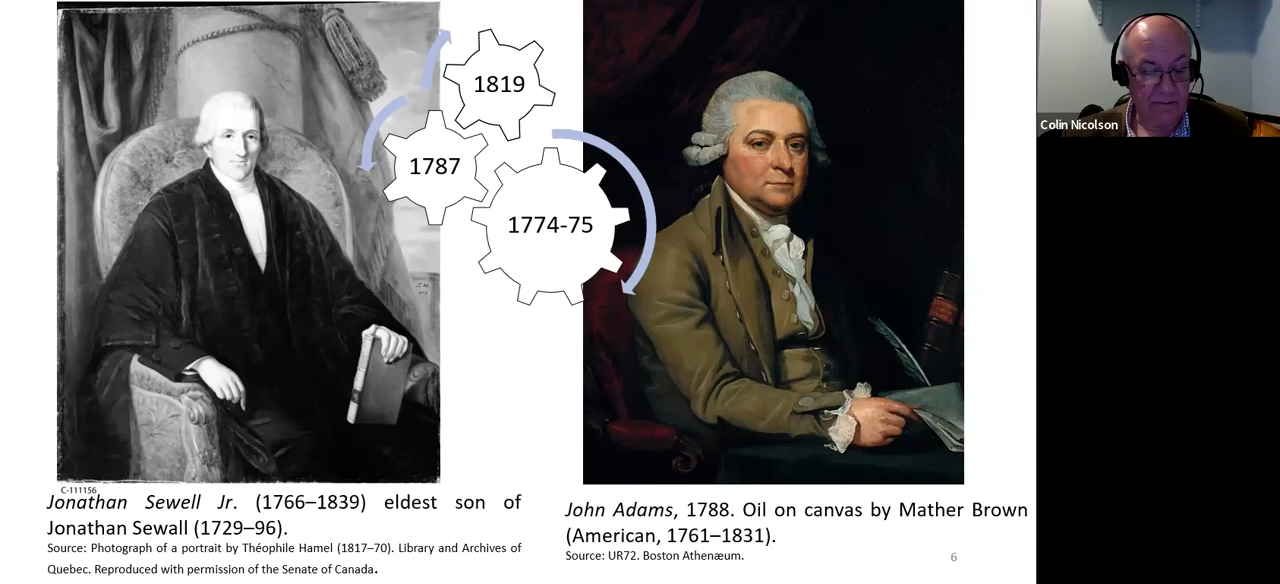 1819
1787
1774-75
Colin Nicolson
C-111156
Jonathan Sewell Jr. (1766–1839) eldest son of
Jonathan Sewall (1729–96).
Source: Photograph of a portrait by Théophile Hamel (1817–70). Library and Archives of
Quebec. Reproduced with permission of the Senate of Canada.
John Adams, 1788. Oil on canvas by Mather Brown
(American, 1761–1831).
Source: UR72. Boston Athenæum.
6